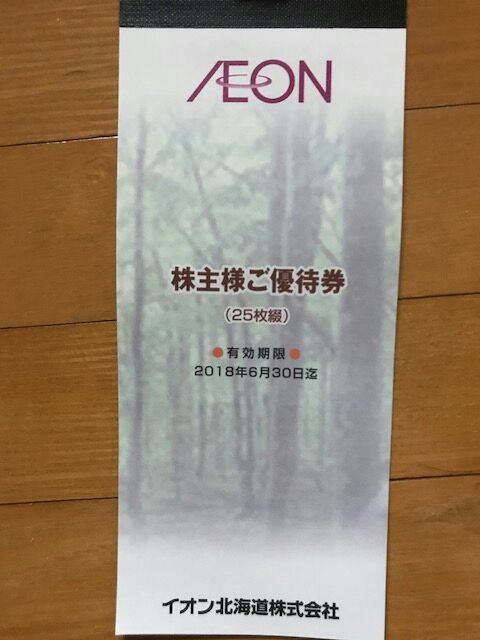 ÆON
株主様ご優待券
(25枚綴)
●有効期限●
2018年6月30日迄
イオン北海道株式会社